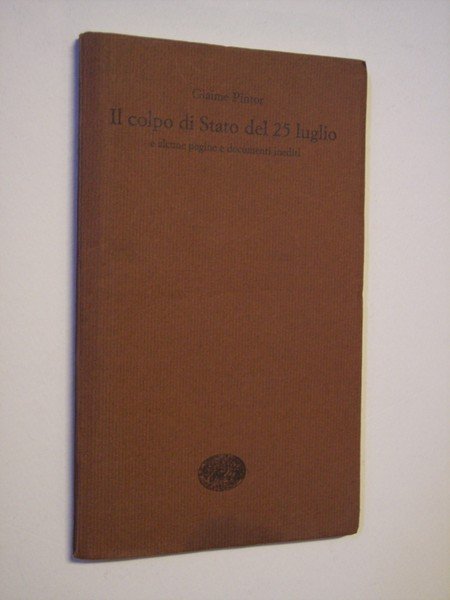 Giaime Pintor
Il colpo di Stato del 25 luglio
e alcune pagine e documenti inediti